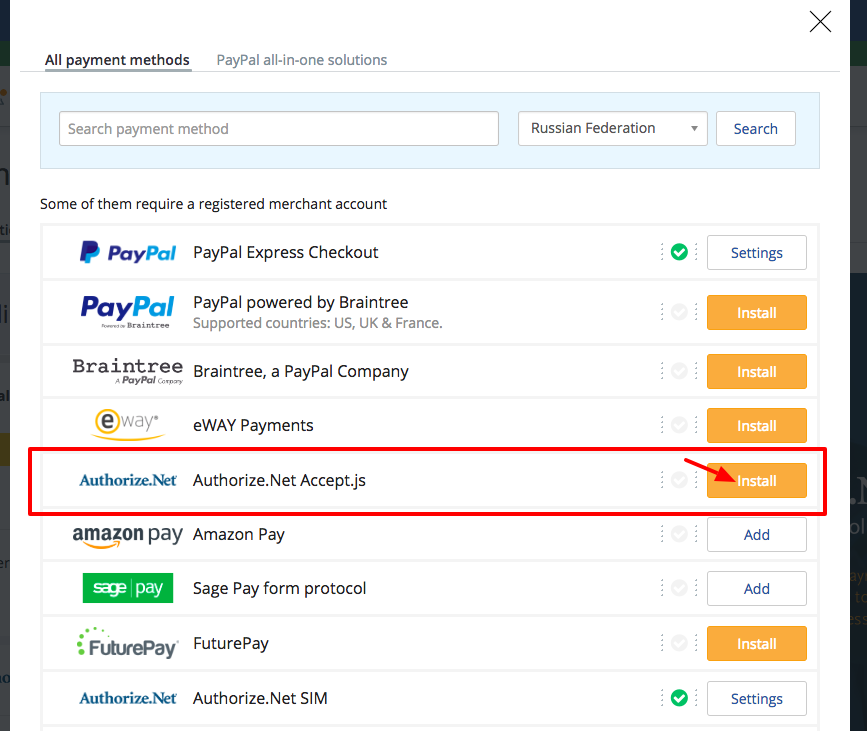 All payment methods PayPal all-in-one solutions
Search payment method Russian Federation Search
Some of them require a registered merchant account
PayPal PayPal Express Checkout Settings
PayPal PayPal powered by Braintree Install
Powered by Braintree Supported countries: US, UK & France.
Braintree Braintree, a PayPal Company Install
A PayPal Company
eway eWAY Payments Install
Authorize.Net Authorize.Net Accept.js Install
amazon pay Amazon Pay Add
sage pay Sage Pay form protocol Add
FuturePay FuturePay Install
Authorize.Net Authorize.Net SIM Settings